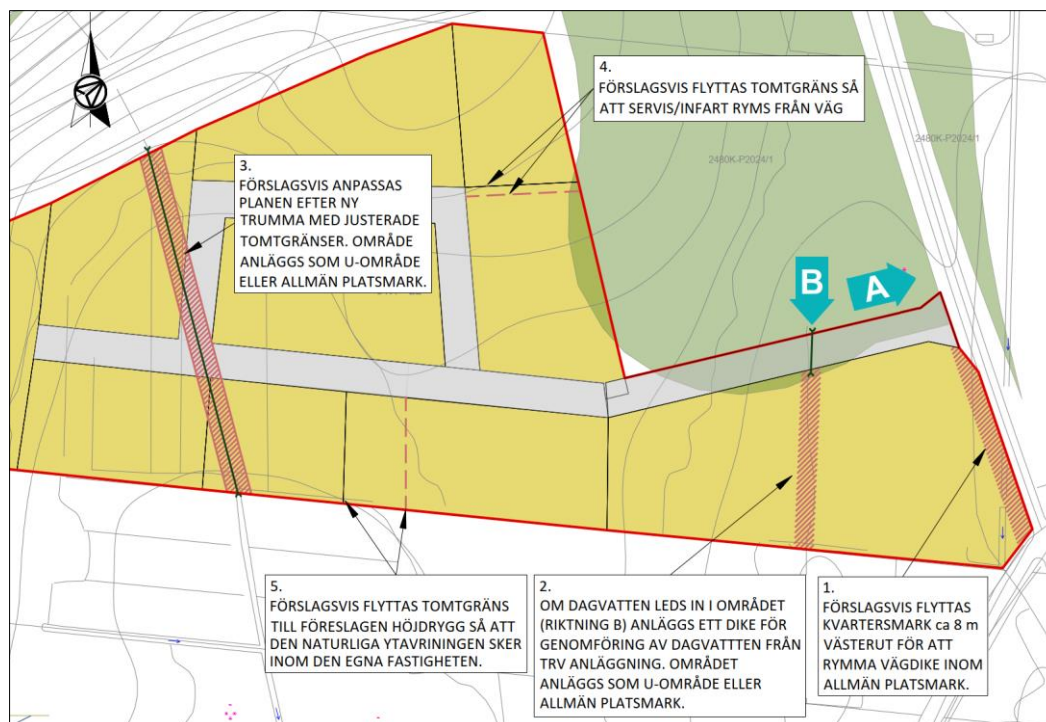 4.
FÖRSLAGSVIS FLYTTAS TOMTGRÄNS SÅ
ATT SERVIS/INFART RYMS FRÅN VÄG
2480K-P2024/1
2480K-P2024/1
3.
FÖRSLAGSVIS ANPASSAS
PLANEN EFTER NY
TRUMMA MED JUSTERADE
TOMTGRÄNSER. OMRÅDE
ANLÄGGS SOM U-OMRÅDE
ELLER ALLMÄN PLATSMARK.
B
A
5.
FÖRSLAGSVIS FLYTTAS TOMTGRÄNS
TILL FÖRESLAGEN HÖJDRYGG SÅ ATT
DEN NATURLIGA YTAVRININGEN SKER
INOM DEN EGNA FASTIGHETEN.
2.
OM DAGVATTEN LEDS IN I OMRÅDET
(RIKTNING B) ANLÄGGS ETT DIKE FÖR
GENOMFÖRING AV DAGVATTTEN FRÅN
TRV ANLÄGGNING. OMRÅDET
ANLÄGGS SOM U-OMRÅDE ELLER
ALLMÄN PLATSMARK.
1.
FÖRSLAGSVIS FLYTTAS
KVARTERSMARK ca 8 m
VÄSTERUT FÖR ATT
RYMMA VÄGDIKE INOM
ALLMÄN PLATSMARK.